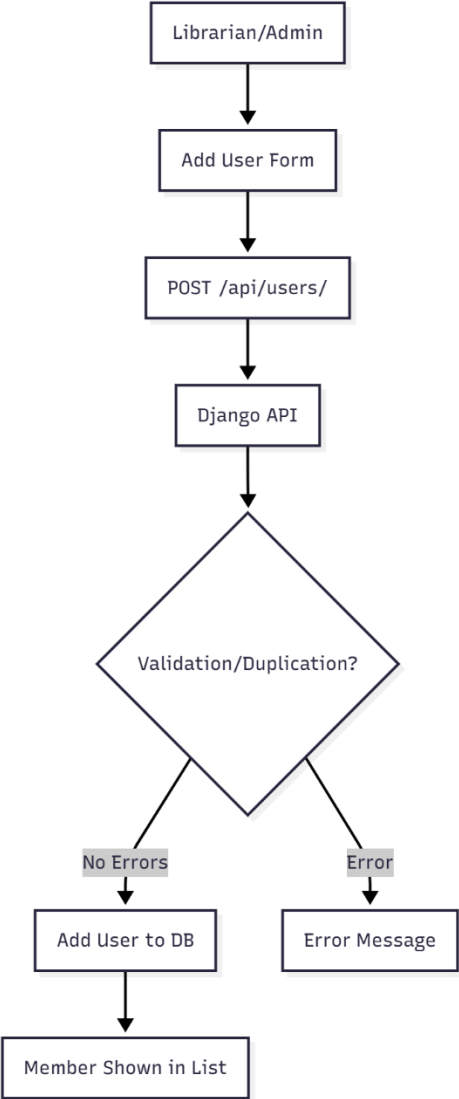 Librarian/Admin
Add User Form
POST /api/users/
Django API
Validation/Duplication?
No Errors
Error
Add User to DB
Error Message
Member Shown in List